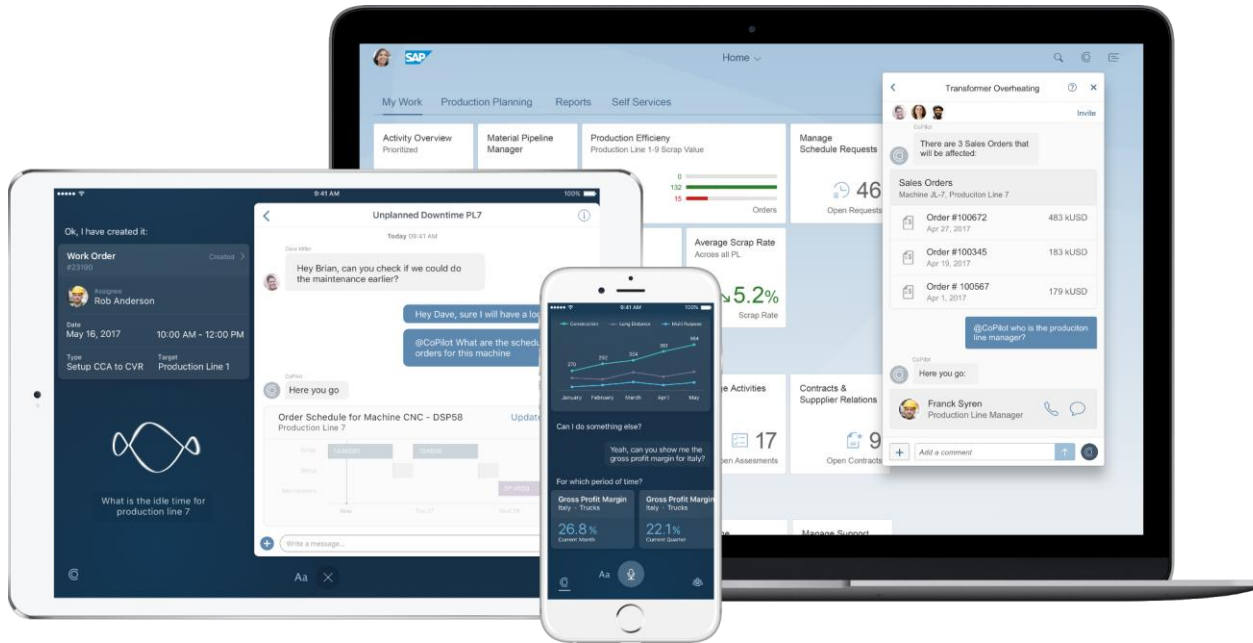 SAP
Home
My Work Production Planning Reports Self Services
Activity Overview
Prioritized
Material Pipeline
Manager
Production Efficieny
Production Line 1-9 Scrap Value
0
132
15
Orders
Manage
Schedule Requests
46
Open Requests
Average Scrap Rate
Across all PL
5.2%
Scrap Rate
Activities
17
Open Assesments
Contracts &
Suppplier Relations
9
Open Contracts
Manage Support
Transformer Overheating
Invite
CoPilot
There are 3 Sales Orders that
will be affected:
Sales Orders
Machine JL-7, Produciton Line 7
Order #100672 483 kUSD
Apr 27, 2017
Order #100345 183 kUSD
Apr 19, 2017
Order # 100567 179 kUSD
Apr 1, 2017
@CoPilot who is the produciton
line manager?
CoPilot
Here you go:
Franck Syren
Production Line Manager
Add a comment
9:41 AM 100%
Ok, I have created it:
Work Order Created
#23190
Assignee
Rob Anderson
Date
May 16, 2017 10:00 AM - 12:00 PM
Type Target
Setup CCA to CVR Production Line 1
What is the idle time for
production line 7
Aa
Unplanned Downtime PL7
Today 09:41 AM
Dave Miller
Hey Brian, can you check if we could do
the maintenance earlier?
Hey Dave, sure I will have a
@CoPilot What are the
orders for this machine
CoPilot
Here you go
Order Schedule for Machine CNC - DSP58 Update
Production Line 7
Now
Write a message...
9:41 AM 100%
Construction Long Distance Multi Purpose
270 292 334
January February March April May
Can I do something else?
Yeah, can you show me the
gross profit margin for Italy?
For which period of time?
Gross Profit Margin Gross Profit Margin
Italy - Trucks Italy - Trucks
26.8% 22.1%
Current Month Current Quarter
Aa